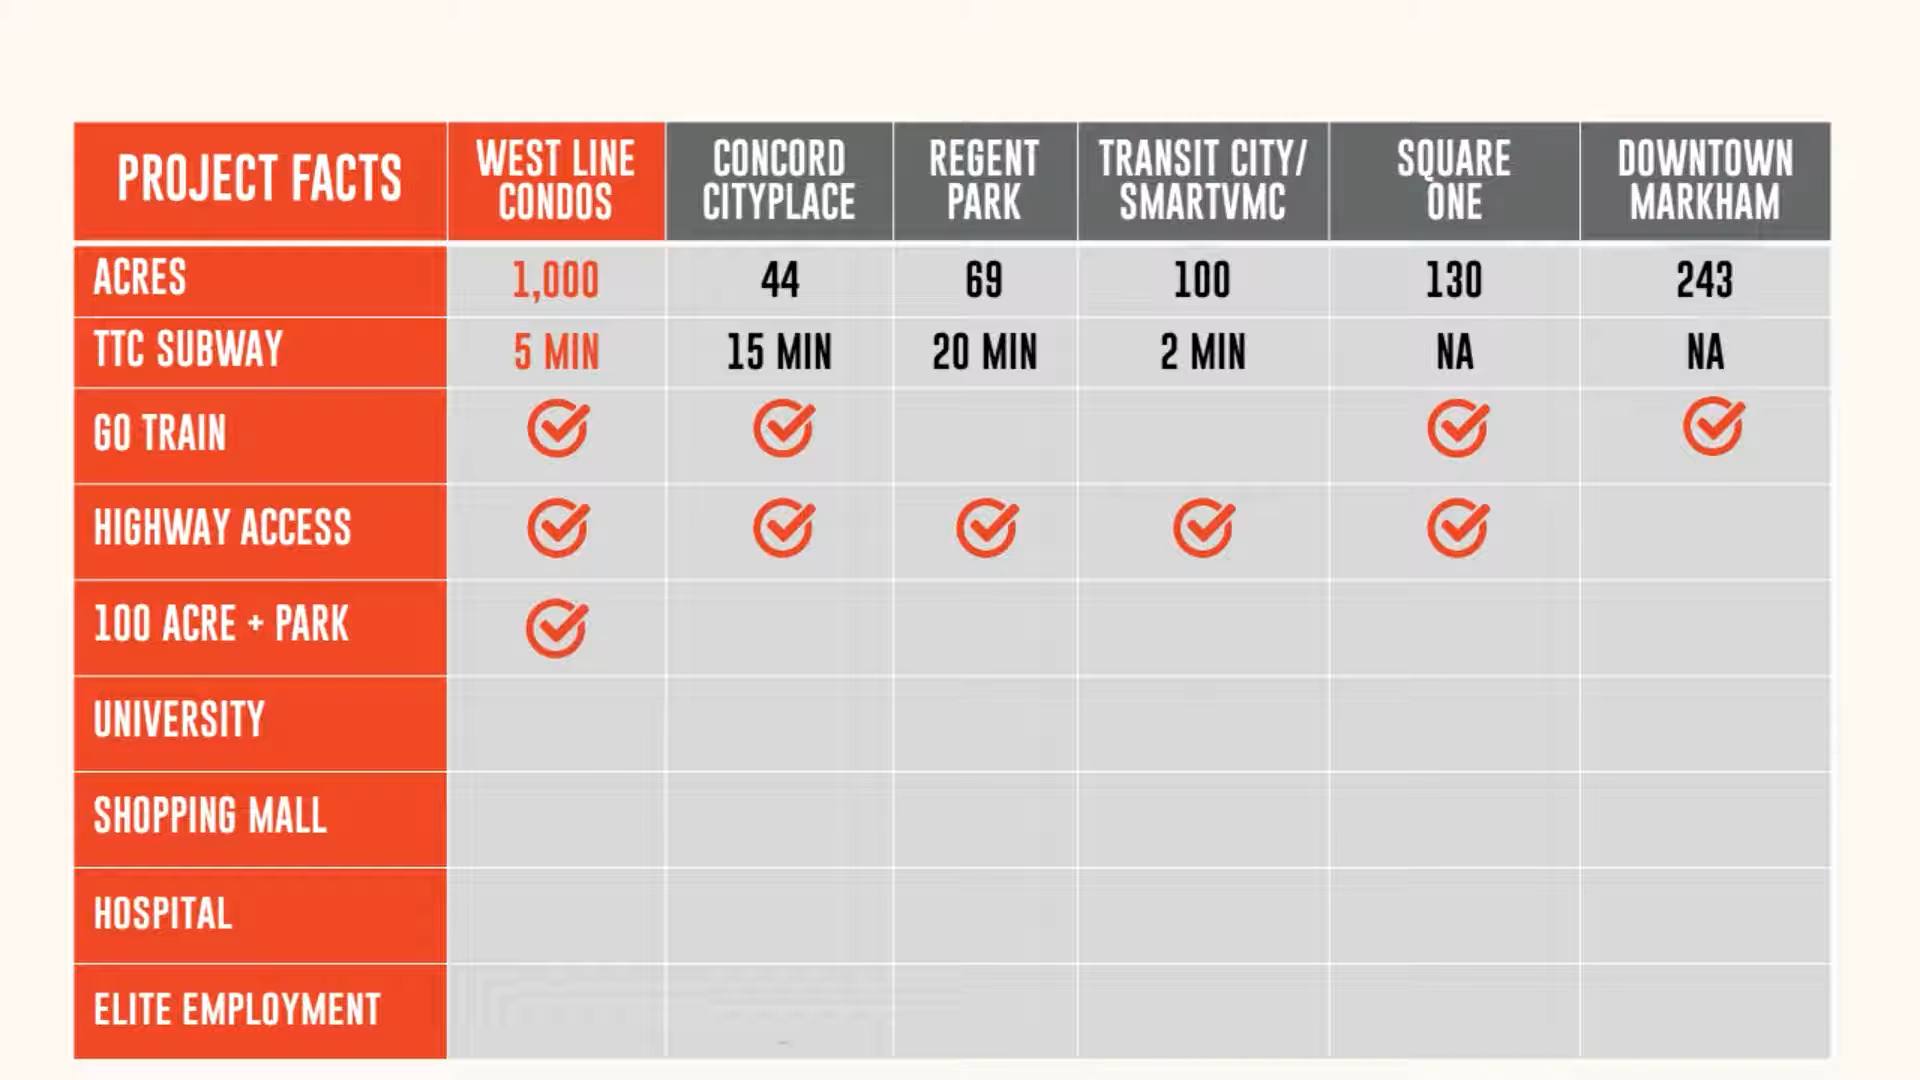 PROJECT FACTS
WEST LINE
CONDOS
CONCORD
CITYPLACE
REGENT
PARK
TRANSIT CITY/
SMARTVMC
SQUARE
ONE
DOWNTOWN
MARKHAM
ACRES 1,000 44 69 100 130 243
TTC SUBWAY 5 MIN 15 MIN 20 MIN 2 MIN NA NA
GO TRAIN
HIGHWAY ACCESS
100 ACRE + PARK
UNIVERSITY
SHOPPING MALL
HOSPITAL
ELITE EMPLOYMENT